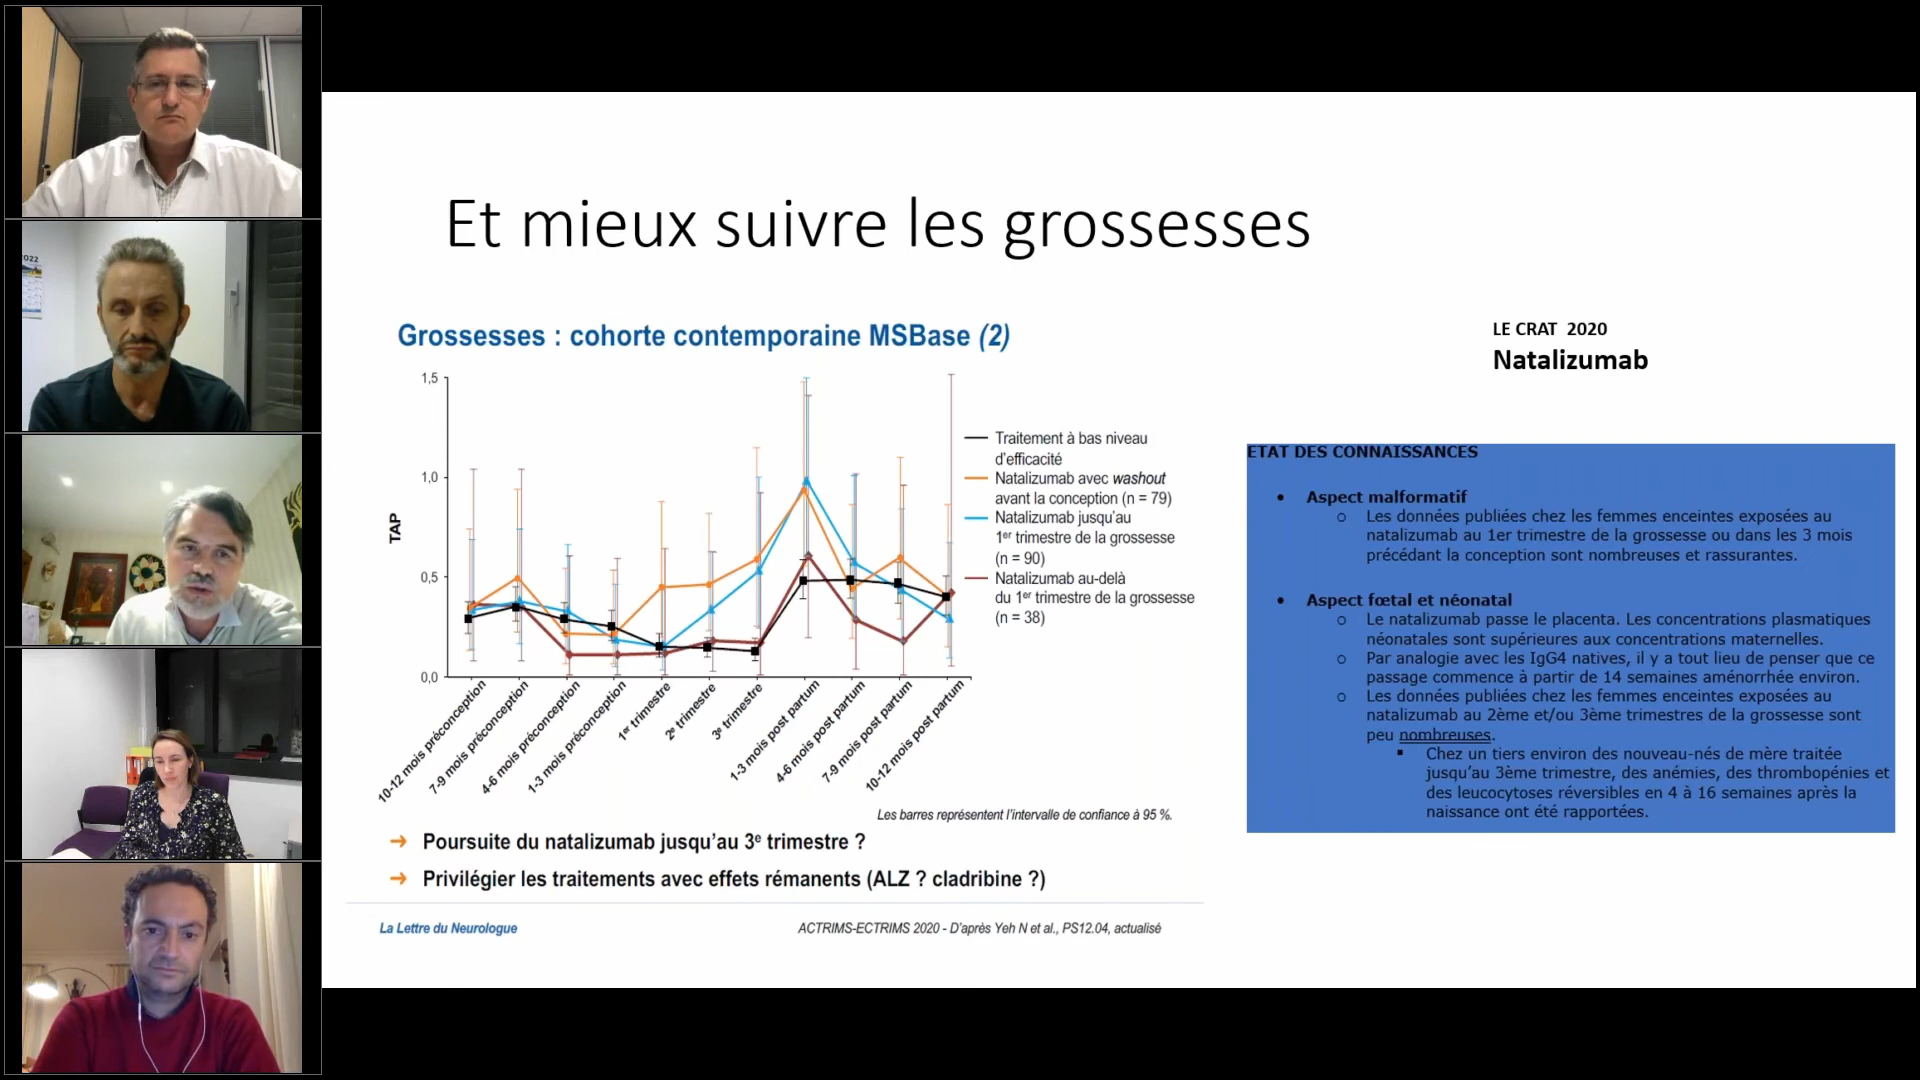 2022
Et mieux suivre les grossesses
Grossesses : cohorte contemporaine MSBase (2)
1,5
1,0
0,5
0,0
TAP
10-12 mois préconception
7-9 mois préconception
4-6 mois préconception
1-3 mois préconception
1er trimestre
2e trimestre
3e trimestre
1-3 mois post partum
4-6 mois post partum
7-9 mois post partum
10-12 mois post partum
Traitement à bas niveau
d'efficacité
Natalizumab avec washout
avant la conception (n = 79)
Natalizumab jusqu'au
1er trimestre de la grossesse
(n = 90)
Natalizumab au-delà
du 1er trimestre de la grossesse
(n = 38)
Les barres représentent l'intervalle de confiance à 95 %.
➔ Poursuite du natalizumab jusqu'au 3e trimestre ?
➔ Privilégier les traitements avec effets rémanents (ALZ ? cladribine ?)
La Lettre du Neurologue
ACTRIMS-ECTRIMS 2020 - D'après Yeh N et al., PS12.04, actualisé
LE CRAT 2020
Natalizumab
ETAT DES CONNAISSANCES
• Aspect malformatif
o Les données publiées chez les femmes enceintes exposées au
natalizumab au 1er trimestre de la grossesse ou dans les 3 mois
précédant la conception sont nombreuses et rassurantes.
• Aspect fœtal et néonatal
o Le natalizumab passe le placenta. Les concentrations plasmatiques
néonatales sont supérieures aux concentrations maternelles.
o Par analogie avec les IgG4 natives, il y a tout lieu de penser que ce
passage commence à partir de 14 semaines aménorrhée environ.
o Les données publiées chez les femmes enceintes exposées au
natalizumab au 2ème et/ou 3ème trimestres de la grossesse sont
peu nombreuses.
▪ Chez un tiers environ des nouveau-nés de mère traitée
jusqu'au 3ème trimestre, des anémies, des thrombopénies et
des leucocytoses réversibles en 4 à 16 semaines après la
naissance ont été rapportées.